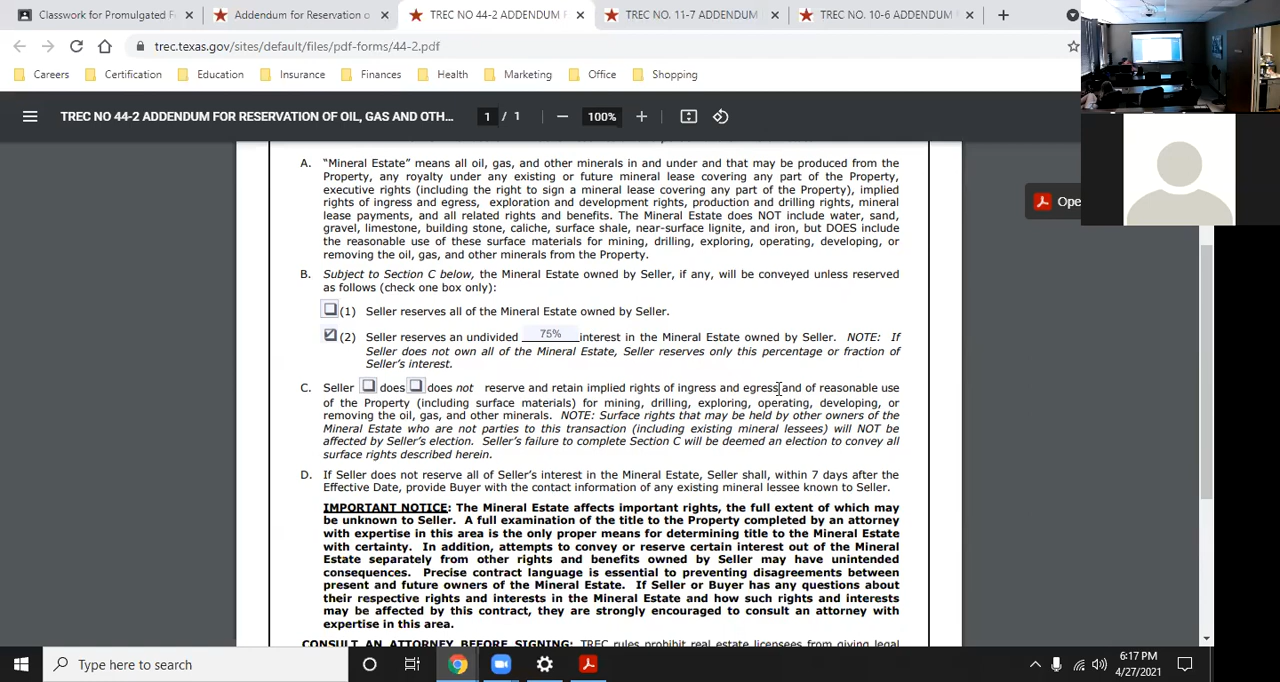 Classwork for Promulgated F
Addendum for Reservation o
TREC NO 44-2 ADDENDUM F
TREC NO. 11-7 ADDENDUM
TREC NO. 10-6 ADDENDUM F
trec.texas.gov/sites/default/files/pdf-forms/44-2.pdf
Careers
Certification
Education
Insurance
Finances
Health
Marketing
Office
Shopping
TREC NO 44-2 ADDENDUM FOR RESERVATION OF OIL, GAS AND OTH...
1 / 1
100%
Ope
A. “Mineral Estate” means all oil, gas, and other minerals in and under and that may be produced from the
Property, any royalty under any existing or future mineral lease covering any part of the Property,
executive rights (including the right to sign a mineral lease covering any part of the Property), implied
rights of ingress and egress, exploration and development rights, production and drilling rights, mineral
lease payments, and all related rights and benefits. The Mineral Estate does NOT include water, sand,
gravel, limestone, building stone, caliche, surface shale, near-surface lignite, and iron, but DOES include
the reasonable use of these surface materials for mining, drilling, exploring, operating, developing, or
removing the oil, gas, and other minerals from the Property.
B. Subject to Section C below, the Mineral Estate owned by Seller, if any, will be conveyed unless reserved
as follows (check one box only):
(1) Seller reserves all of the Mineral Estate owned by Seller.
(2) Seller reserves an undivided 75% interest in the Mineral Estate owned by Seller. NOTE: If
Seller does not own all of the Mineral Estate, Seller reserves only this percentage or fraction of
Seller’s interest.
C. Seller does does not reserve and retain implied rights of ingress and egress and of reasonable use
of the Property (including surface materials) for mining, drilling, exploring, operating, developing, or
removing the oil, gas, and other minerals. NOTE: Surface rights that may be held by other owners of the
Mineral Estate who are not parties to this transaction (including existing mineral lessees) will NOT be
affected by Seller’s election. Seller’s failure to complete Section C will be deemed an election to convey all
surface rights described herein.
D. If Seller does not reserve all of Seller’s interest in the Mineral Estate, Seller shall, within 7 days after the
Effective Date, provide Buyer with the contact information of any existing mineral lessee known to Seller.
IMPORTANT NOTICE: The Mineral Estate affects important rights, the full extent of which may
be unknown to Seller. A full examination of the title to the Property completed by an attorney
with expertise in this area is the only proper means for determining title to the Mineral Estate
with certainty. In addition, attempts to convey or reserve certain interest out of the Mineral
Estate separately from other rights and benefits owned by Seller may have unintended
consequences. Precise contract language is essential to preventing disagreements between
present and future owners of the Mineral Estate. If Seller or Buyer has any questions about
their respective rights and interests in the Mineral Estate and how such rights and interests
may be affected by this contract, they are strongly encouraged to consult an attorney with
expertise in this area.
CONSULT AN ATTORNEY BEFORE SIGNING: TREC rules prohibit real estate licensees from giving legal
Type here to search
6:17 PM
4/27/2021